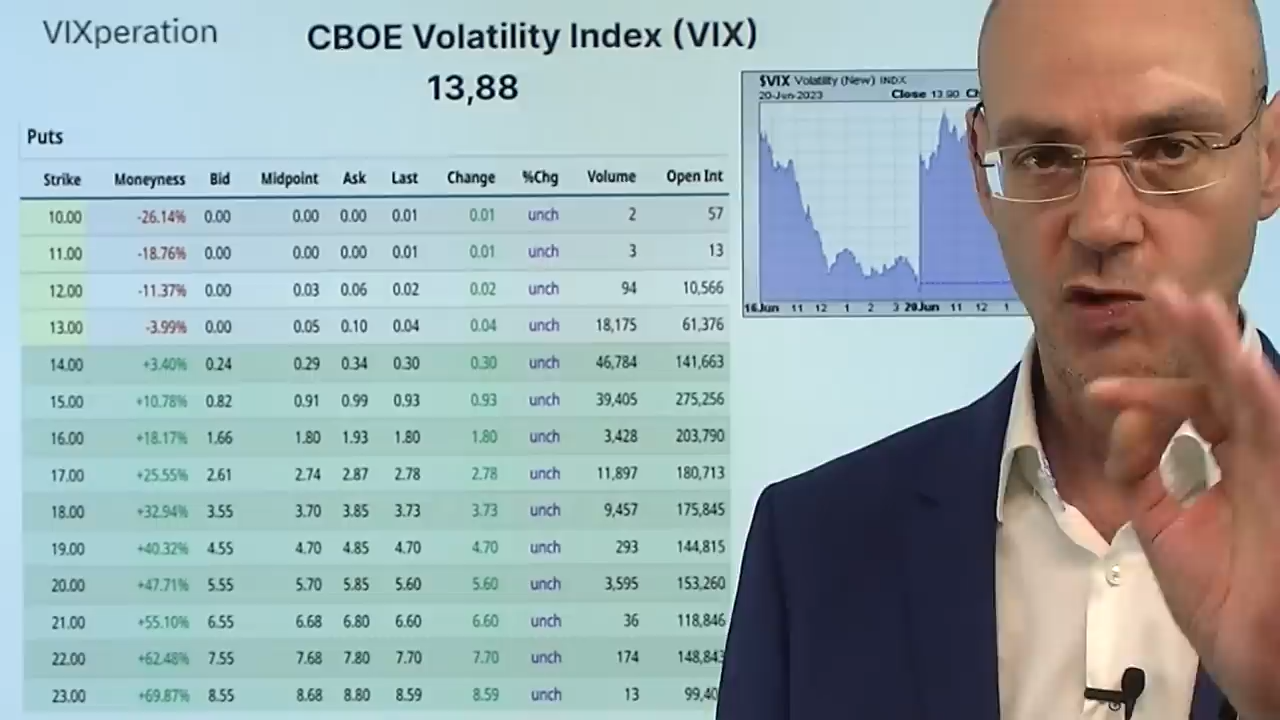 VIXperation
CBOE Volatility Index (VIX)
13,88
$VIX Volatility (New) INDX
20-Jun-2023 Close 13.90
16Jun 11 12 1 2 3 20Jun 11 12 1
Puts
Strike Moneyness Bid Midpoint Ask Last Change %Chg Volume Open Int
10.00 -26.14% 0.00 0.00 0.00 0.01 0.01 unch 2 57
11.00 -18.76% 0.00 0.00 0.00 0.01 0.01 unch 3 13
12.00 -11.37% 0.00 0.03 0.06 0.02 0.02 unch 94 10,566
13.00 -3.99% 0.00 0.05 0.10 0.04 0.04 unch 18,175 61,376
14.00 +3.40% 0.24 0.29 0.34 0.30 0.30 unch 46,784 141,663
15.00 +10.78% 0.82 0.91 0.99 0.93 0.93 unch 39,405 275,256
16.00 +18.17% 1.66 1.80 1.93 1.80 1.80 unch 3,428 203,790
17.00 +25.55% 2.61 2.74 2.87 2.78 2.78 unch 11,897 180,713
18.00 +32.94% 3.55 3.70 3.85 3.73 3.73 unch 9,457 175,845
19.00 +40.32% 4.55 4.70 4.85 4.70 4.70 unch 293 144,815
20.00 +47.71% 5.55 5.70 5.85 5.60 5.60 unch 3,595 153,260
21.00 +55.10% 6.55 6.68 6.80 6.60 6.60 unch 36 118,846
22.00 +62.48% 7.55 7.68 7.80 7.70 7.70 unch 174 148,843
23.00 +69.87% 8.55 8.68 8.80 8.59 8.59 unch 13